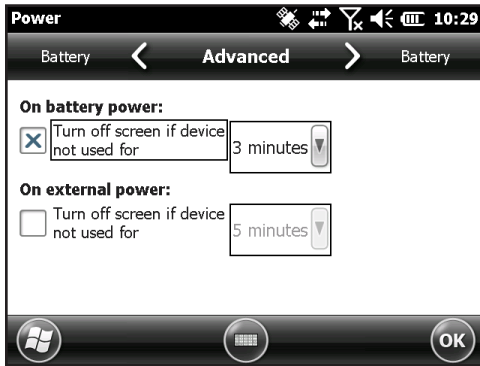 Power 10:29
Battery Advanced Battery
On battery power:
Turn off screen if device
not used for
3 minutes
On external power:
Turn off screen if device
not used for
5 minutes
OK